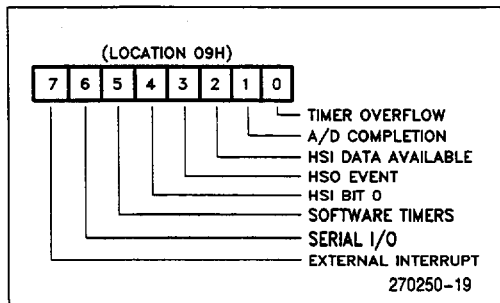 (LOCATION 09H)
7 6 5 4 3 2 1 0
TIMER OVERFLOW
A/D COMPLETION
HSI DATA AVAILABLE
HSO EVENT
HSI BIT 0
SOFTWARE TIMERS
SERIAL I/O
EXTERNAL INTERRUPT
270250-19